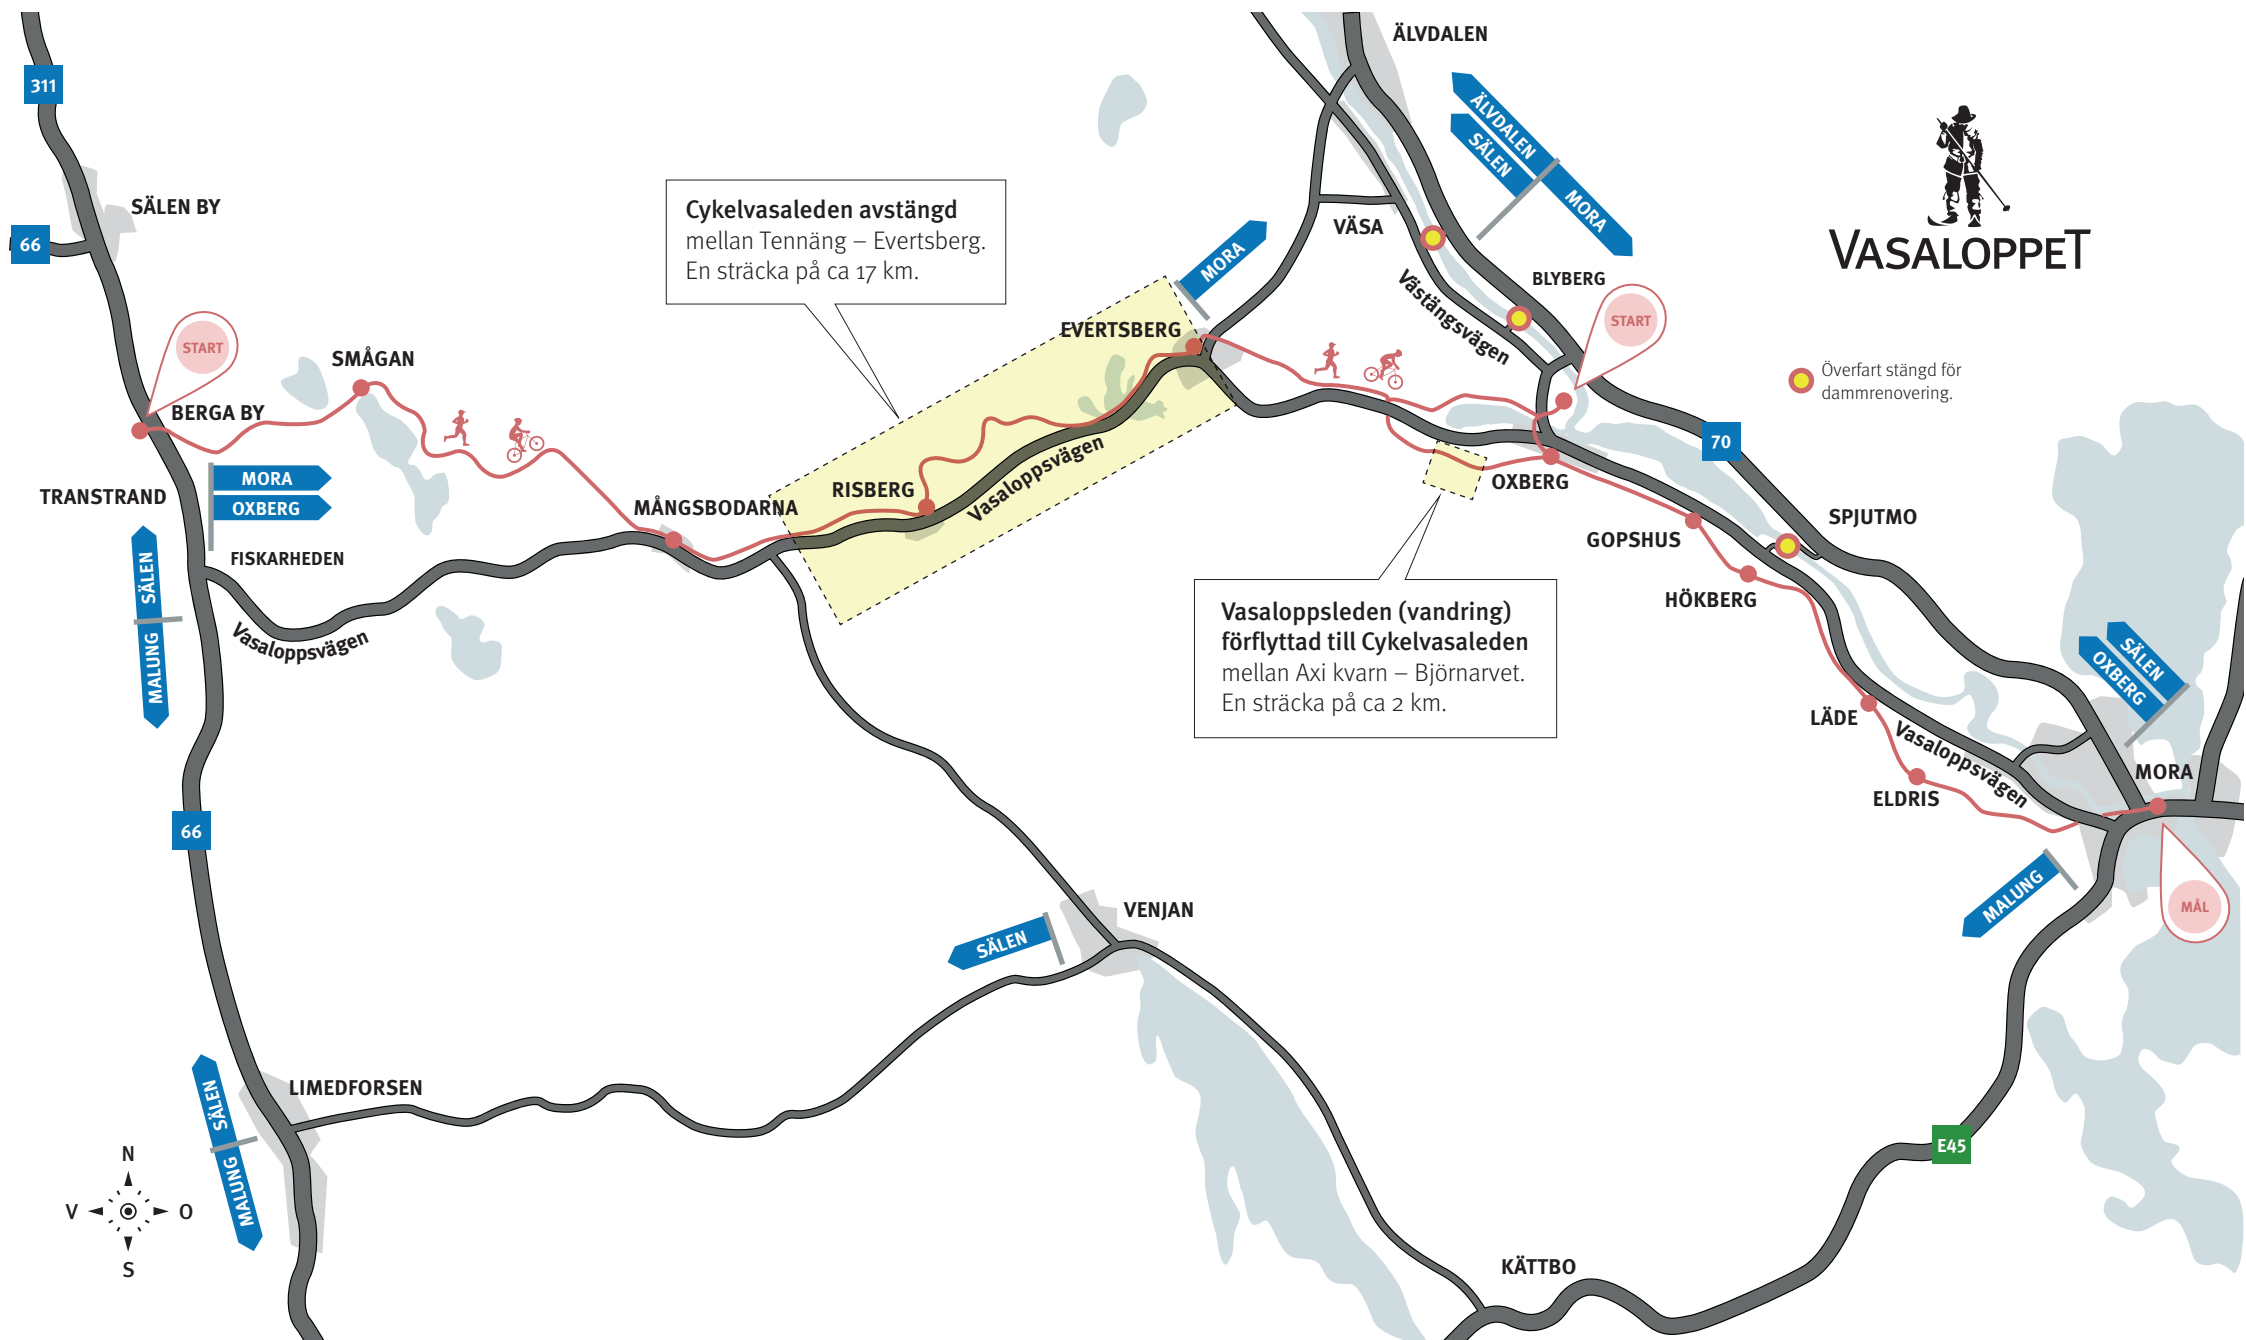 ÄLVDALEN
311
ÄLVDALEN
SÄLEN
MORA
VASALOPPET
SÄLEN BY
66
Cykelvasaleden avstängd
mellan Tennäng – Evertsberg.
En sträcka på ca 17 km.
MORA
VÄSA
BLYBERG
Västängsvägen
START
START
EVERTSBERG
SMÅGAN
BERGA BY
Överfart stängd för
dammrenovering.
70
TRANSTRAND
MORA
OXBERG
MÅNGSBODARNA
RISBERG
Vasaloppsvägen
OXBERG
SPJUTMO
GOPSHUS
FISKARHEDEN
SÄLEN
MALUNG
Vasaloppsvägen
HÖKBERG
Vasaloppsleden (vandring)
förflyttad till Cykelvasaleden
mellan Axi kvarn – Björnarvet.
En sträcka på ca 2 km.
SÄLEN
OXBERG
LÄDE
Vasaloppsvägen
MORA
ELDRIS
66
MALUNG
MÅL
VENJAN
SÄLEN
LIMEDFORSEN
SÄLEN
MALUNG
E45
N
V
O
S
KÄTTBO